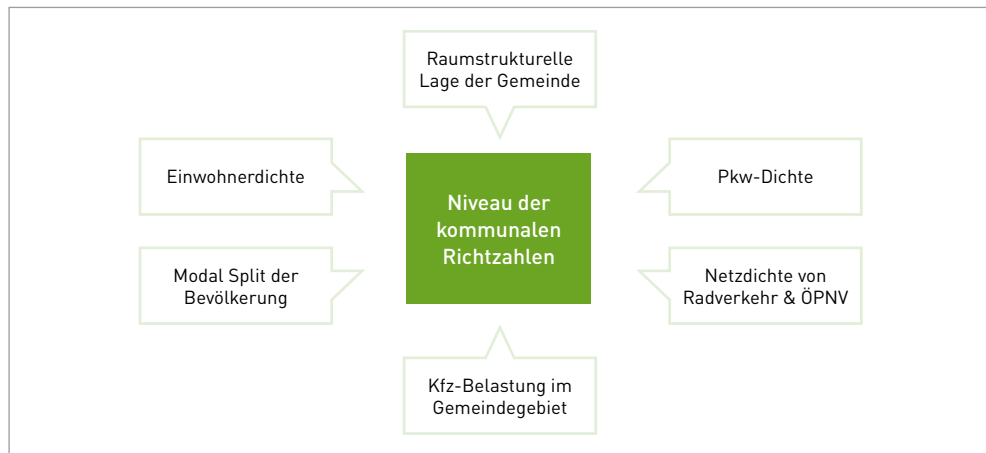 Raumstrukturelle
Lage der Gemeinde
Einwohnerdichte
Niveau der
kommunalen
Richtzahlen
Pkw-Dichte
Modal Split der
Bevölkerung
Netzdichte von
Radverkehr & ÖPNV
Kfz-Belastung im
Gemeindegebiet